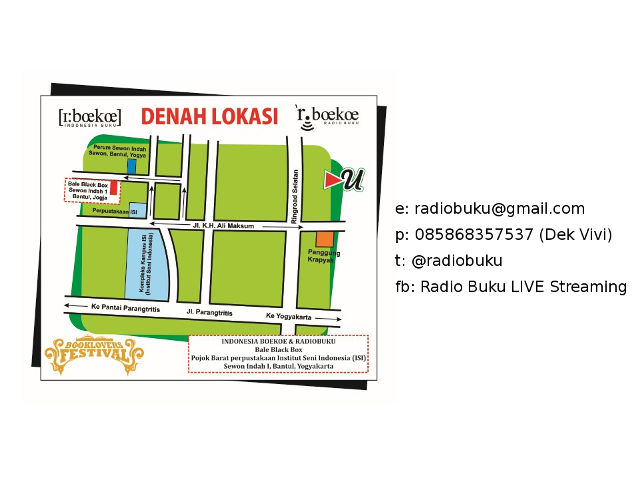 [ı:bœkœ]
INDONESIA BUKU
DENAH LOKASI
'r.bœkœ
RADIO BUKU
Perum Sewon Indah
Sewon, Bantul, Yogya
Bale Black Box
Sewon Indah 1
Bantul, Jogja
Perpustakaan ISI
Kompleks Kampus ISI
(Institut Seni Indonesia)
Jl. K.H. Ali Maksum
Ringroad Selatan
U
Panggung
Krapyak
Ke Pantai Parangtritis
Jl. Parangtritis
Ke Yogyakarta
BOOKLOVERS
FESTIVAL
INDONESIA BOEKOE & RADIOBUKU
Bale Black Box
Pojok Barat perpustakaan Institut Seni Indonesia (ISI)
Sewon Indah I, Bantul, Yogyakarta
e: radiobuku@gmail.com
p: 085868357537 (Dek Vivi)
t: @radiobuku
fb: Radio Buku LIVE Streaming